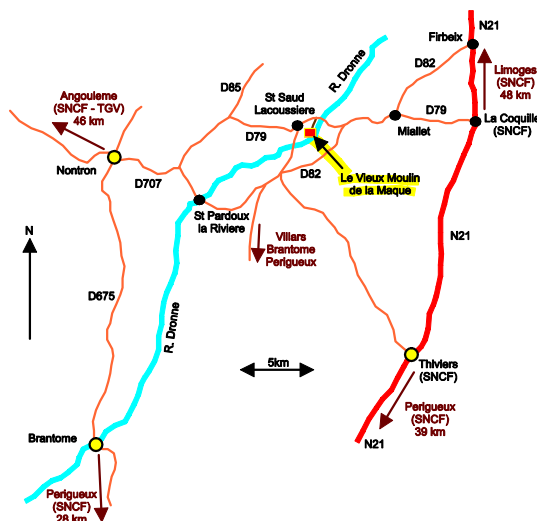 N21
Firbeix
R. Dronne
D82
Limoges
(SNCF)
48 km
Angouleme
(SNCF - TGV)
46 km
D85
St Saud
Lacoussiere
D79
D79
Miallet
La Coquille
(SNCF)
Nontron
D707
D82
Le Vieux Moulin
de la Maque
St Pardoux
la Riviere
Villars
Brantome
Perigueux
N
N21
D675
R. Dronne
5km
Thiviers
(SNCF)
Perigueux
(SNCF)
39 km
N21
Brantome
Perigueux
(SNCF)
28 km